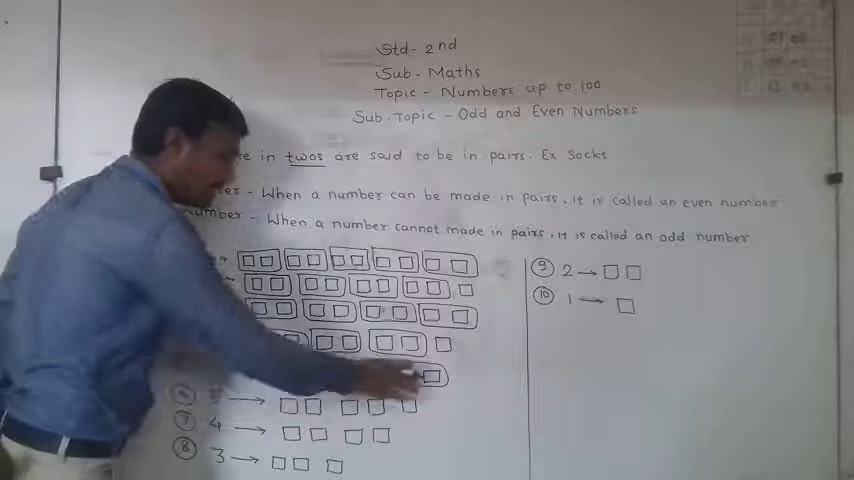 Std- 2nd
Sub- Maths
Topic - Numbers up to 100
Sub-Topic - Odd and Even Numbers
in twos are said to be in pairs. Ex Socks
- When a number can be made in pairs, It is called an even number
Number - When a number cannot made in pairs, It is called an odd number
5 →
7 4 →
8 3 →
9 2 →
10 1 →